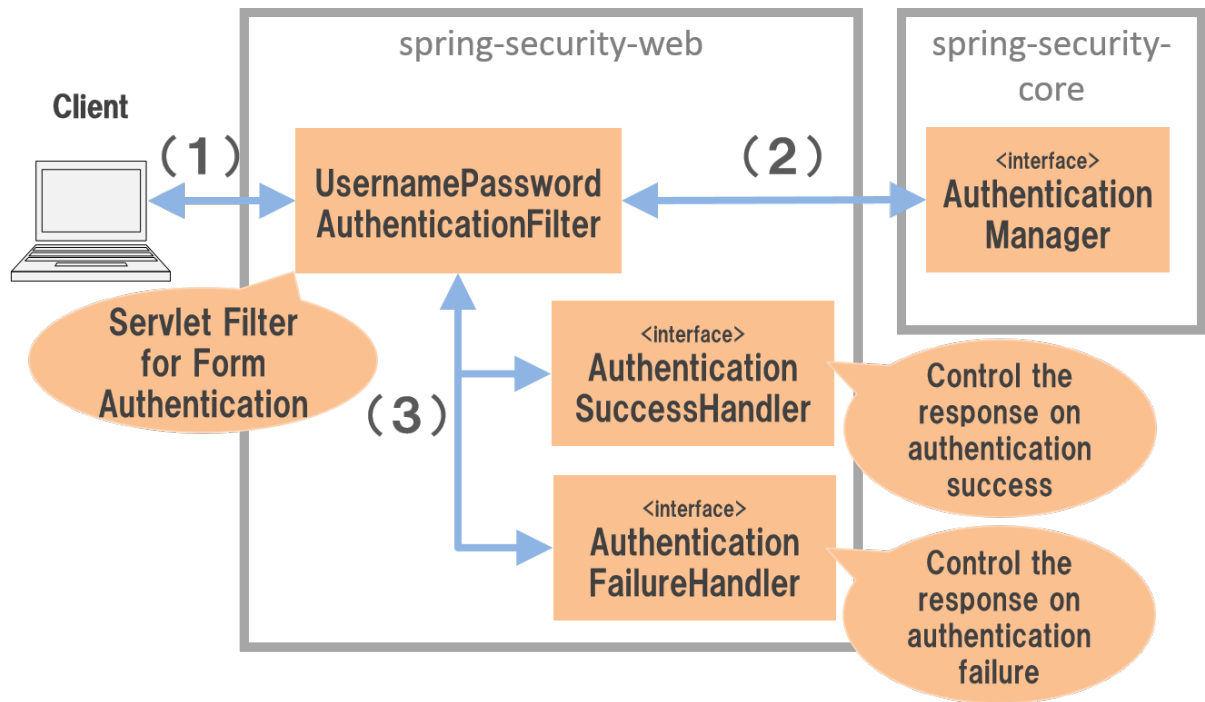 spring-security-web
spring-security-
core
Client
(1)
UsernamePassword
AuthenticationFilter
(2)
<interface>
Authentication
Manager
Servlet Filter
for Form
Authentication
(3)
<interface>
Authentication
SuccessHandler
Control the
response on
authentication
success
<interface>
Authentication
FailureHandler
Control the
response on
authentication
failure